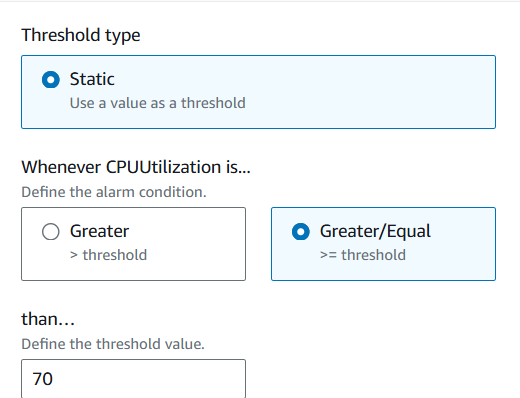 Threshold type
Static
Use a value as a threshold
Whenever CPUUtilization is...
Define the alarm condition.
Greater
> threshold
Greater/Equal
>= threshold
than…
Define the threshold value.
70